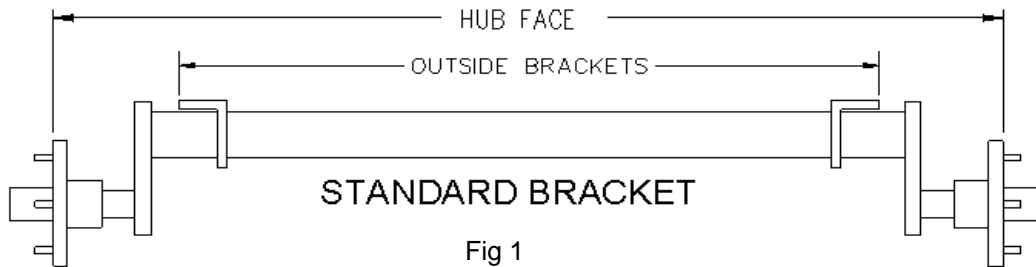 HUB FACE
OUTSIDE BRACKETS
STANDARD BRACKET
Fig 1